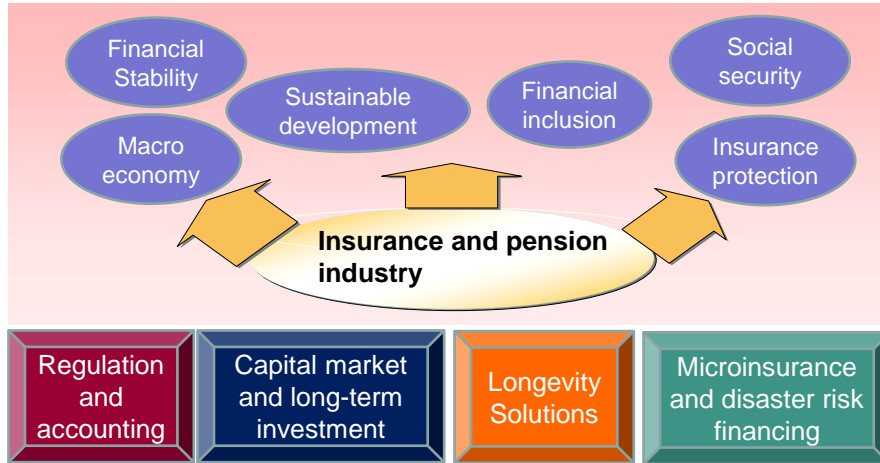 Financial
Stability
Sustainable
development
Financial
inclusion
Social
security
Macro
economy
Insurance
protection
Insurance and pension
industry
Regulation
and
accounting
Capital market
and long-term
investment
Longevity
Solutions
Microinsurance
and disaster risk
financing